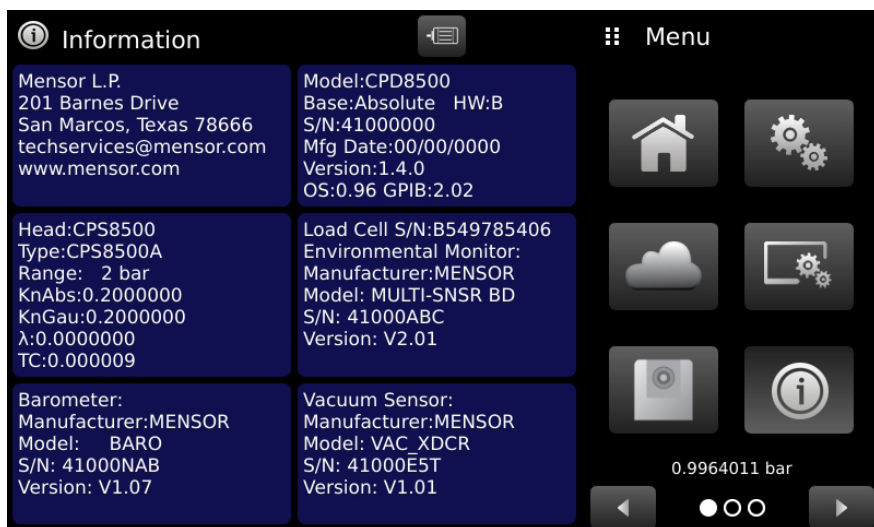 Information
Mensor L.P.
201 Barnes Drive
San Marcos, Texas 78666
techservices@mensor.com
www.mensor.com
Model:CPD8500
Base:Absolute HW:B
S/N:41000000
Mfg Date:00/00/0000
Version:1.4.0
OS:0.96 GPIB:2.02
Head:CPS8500
Type:CPS8500A
Range: 2 bar
KnAbs:0.2000000
KnGau:0.2000000
λ:0.0000000
TC:0.000009
Load Cell S/N:B549785406
Environmental Monitor:
Manufacturer:MENSOR
Model: MULTI-SNSR BD
S/N: 41000ABC
Version: V2.01
Barometer:
Manufacturer:MENSOR
Model: BARO
S/N: 41000NAB
Version: V1.07
Vacuum Sensor:
Manufacturer:MENSOR
Model: VAC_XDCR
S/N: 41000E5T
Version: V1.01
Menu
0.9964011 bar